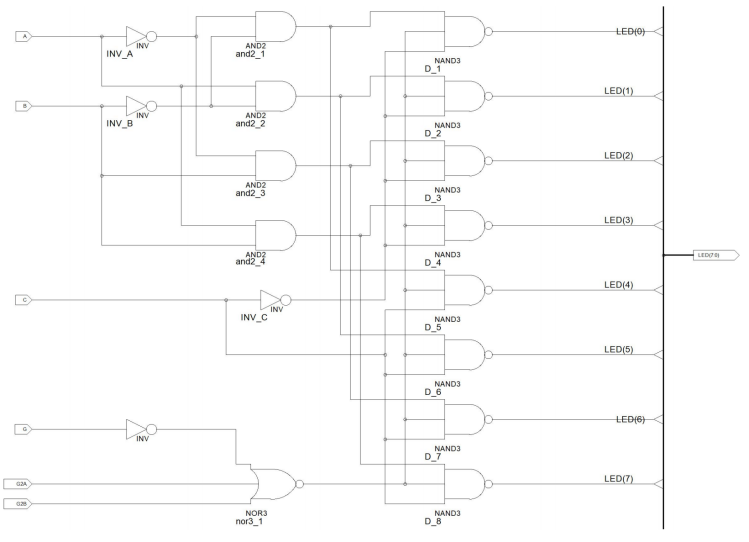 A
INV
INV_A
AND2
and2_1
NAND3
D_1
LED(0)
B
INV
INV_B
AND2
and2_2
NAND3
D_2
LED(1)
AND2
and2_3
NAND3
D_3
LED(2)
AND2
and2_4
NAND3
D_4
LED(3)
LED(7:0)
C
INV
INV_C
NAND3
D_5
LED(4)
NAND3
D_6
LED(5)
G
INV
NAND3
D_7
LED(6)
G2A
G2B
NOR3
nor3_1
NAND3
D_8
LED(7)